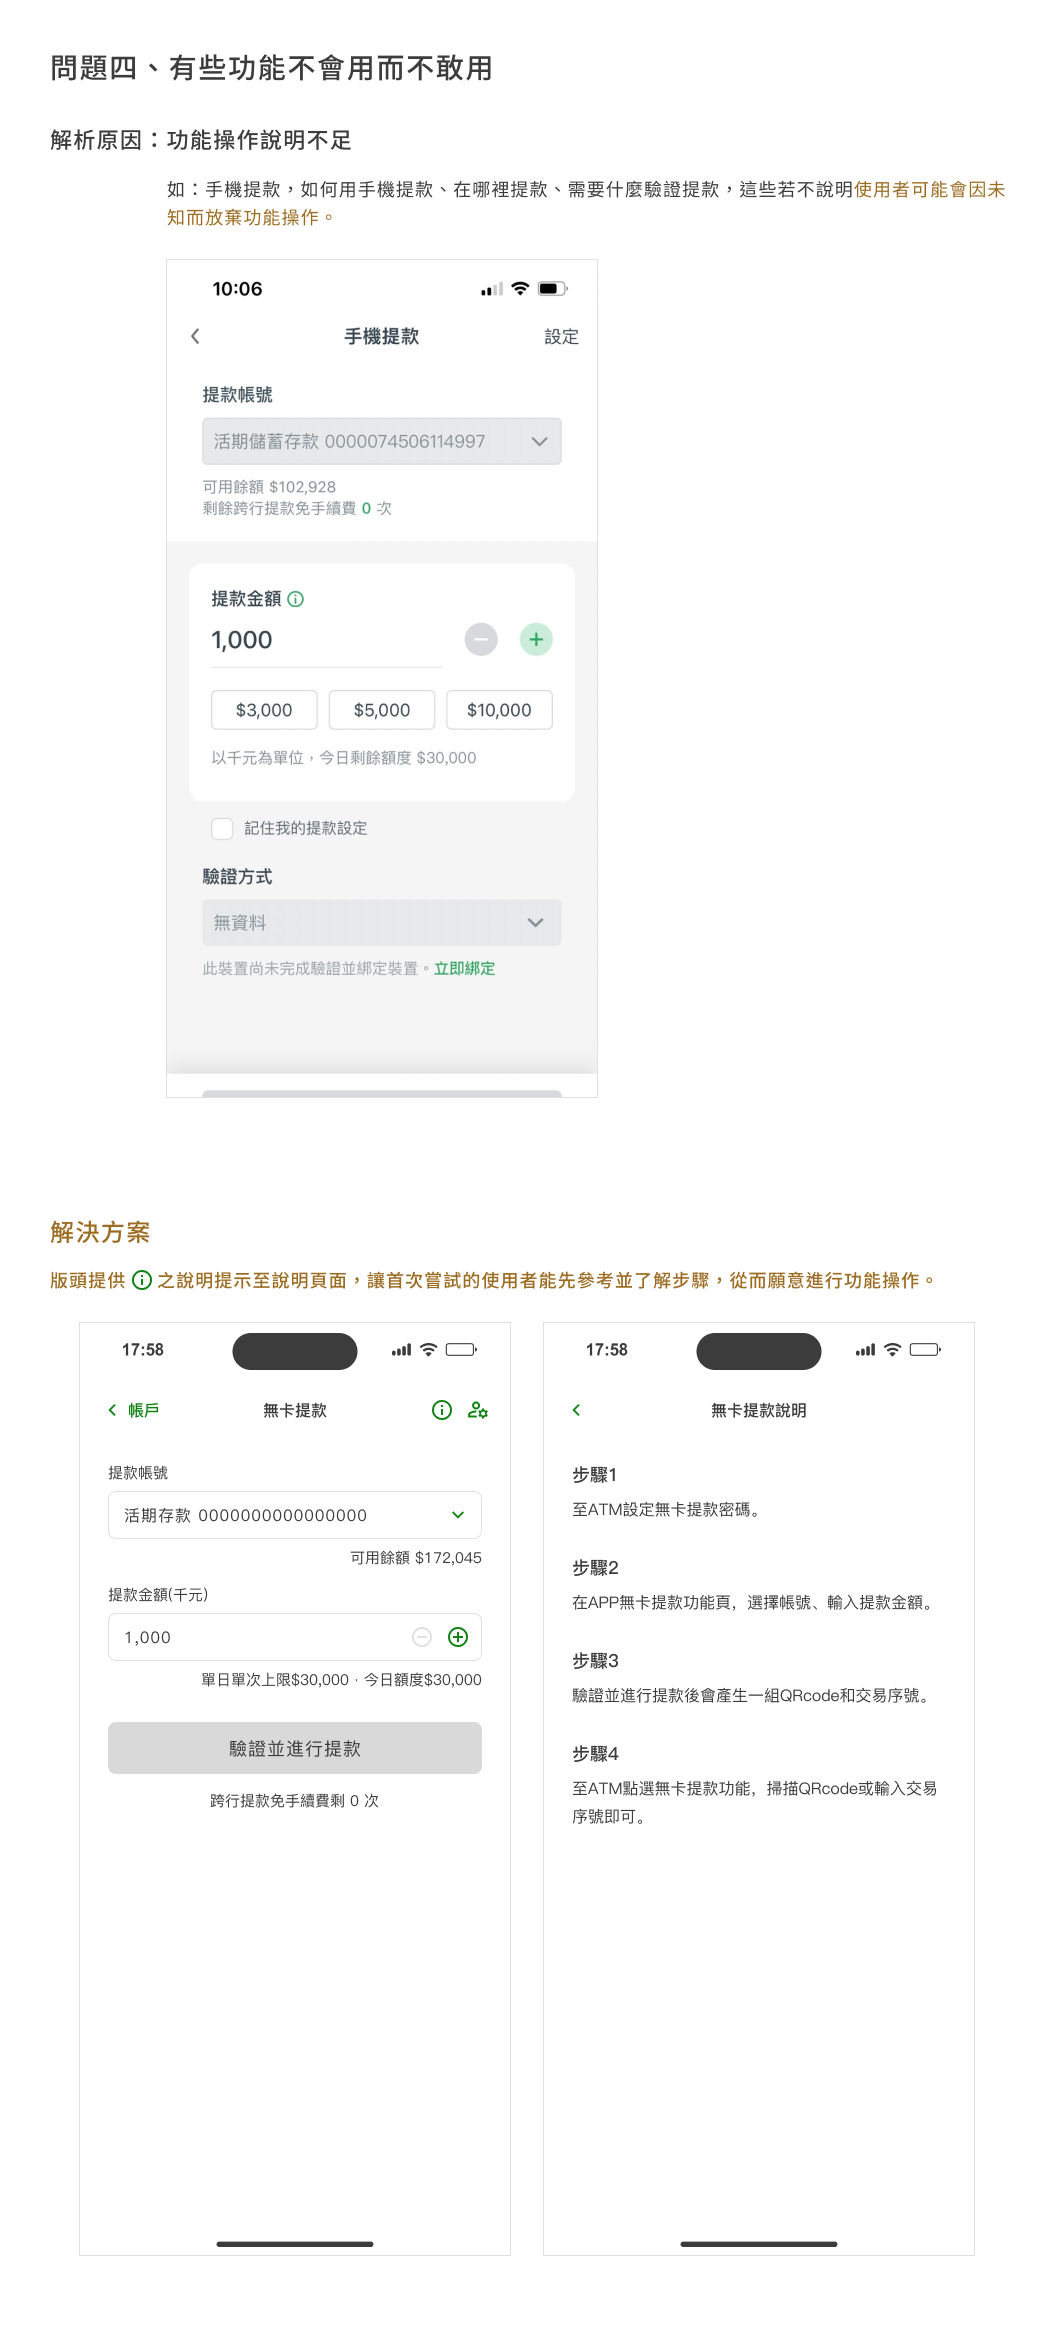 問題四、有些功能不會用而不敢用
解析原因：功能操作說明不足
如：手機提款，如何用手機提款、在哪裡提款、需要什麼驗證提款，這些若不說明使用者可能會因未
知而放棄功能操作。
10:06
手機提款
設定
提款帳號
活期儲蓄存款 0000074506114997
可用餘額 $102,928
剩餘跨行提款免手續費 0 次
提款金額
1,000
$3,000
$5,000
$10,000
以千元為單位，今日剩餘額度 $30,000
記住我的提款設定
驗證方式
無資料
此裝置尚未完成驗證並綁定裝置。立即綁定
解決方案
版頭提供 ⓘ 之說明提示至說明頁面，讓首次嘗試的使用者能先參考並了解步驟，從而願意進行功能操作。
17:58
帳戶
無卡提款
提款帳號
活期存款 0000000000000000
可用餘額 $172,045
提款金額(千元)
1,000
單日單次上限$30,000 · 今日額度$30,000
驗證並進行提款
跨行提款免手續費剩 0 次
17:58
無卡提款說明
步驟1
至ATM設定無卡提款密碼。
步驟2
在APP無卡提款功能頁，選擇帳號、輸入提款金額。
步驟3
驗證並進行提款後會產生一組QRcode和交易序號。
步驟4
至ATM點選無卡提款功能，掃描QRcode或輸入交易
序號即可。